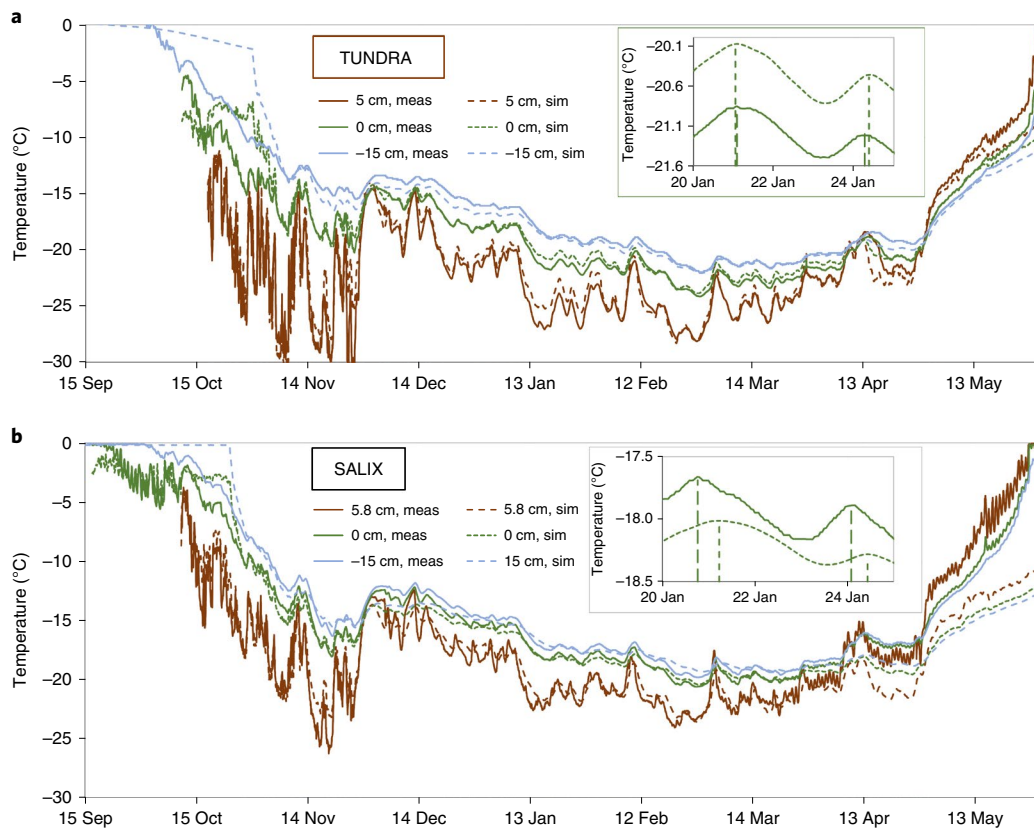 a
TUNDRA
5 cm, meas
5 cm, sim
0 cm, meas
0 cm, sim
–15 cm, meas
–15 cm, sim
Temperature (°C)
0
–5
–10
–15
–20
–25
–30
15 Sep
15 Oct
14 Nov
14 Dec
13 Jan
12 Feb
14 Mar
13 Apr
13 May
Temperature (°C)
–20.1
–20.6
–21.1
–21.6
20 Jan
22 Jan
24 Jan
b
SALIX
5.8 cm, meas
5.8 cm, sim
0 cm, meas
0 cm, sim
–15 cm, meas
15 cm, sim
Temperature (°C)
0
–5
–10
–15
–20
–25
–30
15 Sep
15 Oct
14 Nov
14 Dec
13 Jan
12 Feb
14 Mar
13 Apr
13 May
Temperature (°C)
–17.5
–18.0
–18.5
20 Jan
22 Jan
24 Jan